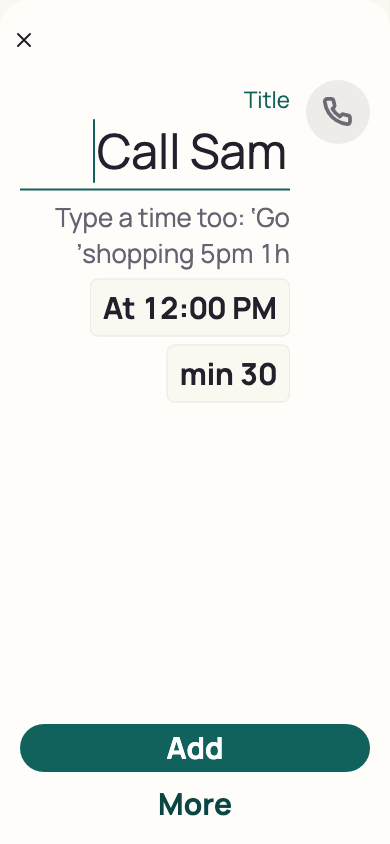 Title
Call Sam
Type a time too: ‘Go
’shopping 5pm 1h
At 12:00 PM
min 30
Add
More